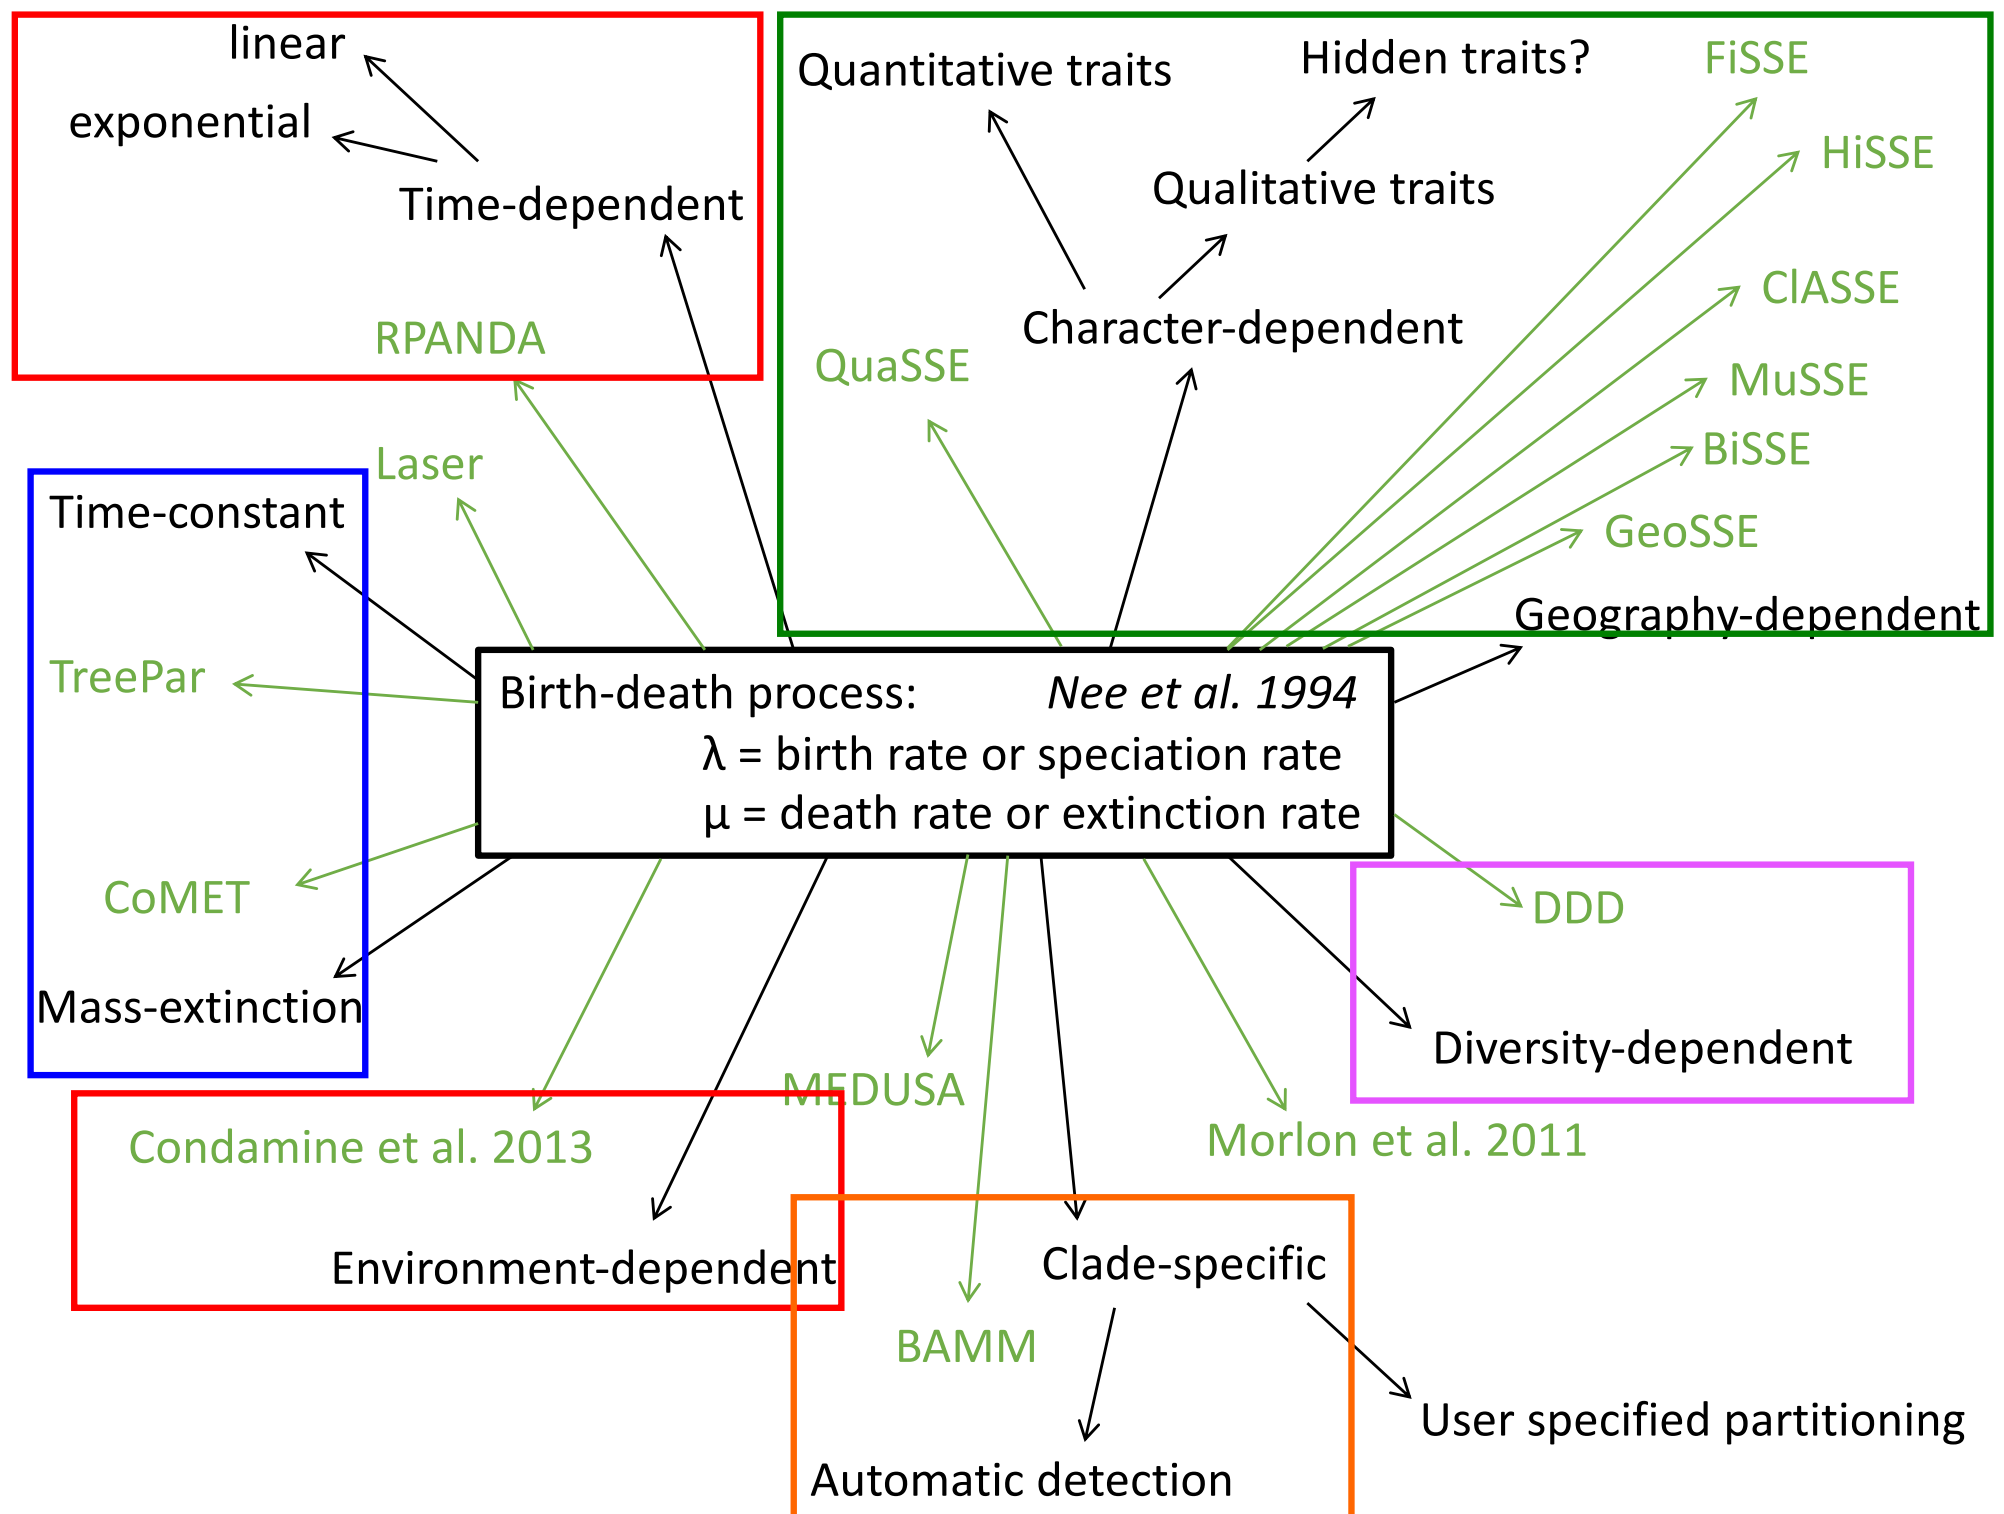 linear
exponential
Time-dependent
RPANDA
Quantitative traits
Hidden traits?
FiSSE
HiSSE
Qualitative traits
ClASSE
Character-dependent
QuaSSE
MuSSE
BiSSE
GeoSSE
Geography-dependent
Laser
Time-constant
TreePar
CoMET
Mass-extinction
Birth-death process: Nee et al. 1994
λ = birth rate or speciation rate
μ = death rate or extinction rate
DDD
Diversity-dependent
MEDUSA
Morlon et al. 2011
Condamine et al. 2013
Environment-dependent
Clade-specific
BAMM
User specified partitioning
Automatic detection